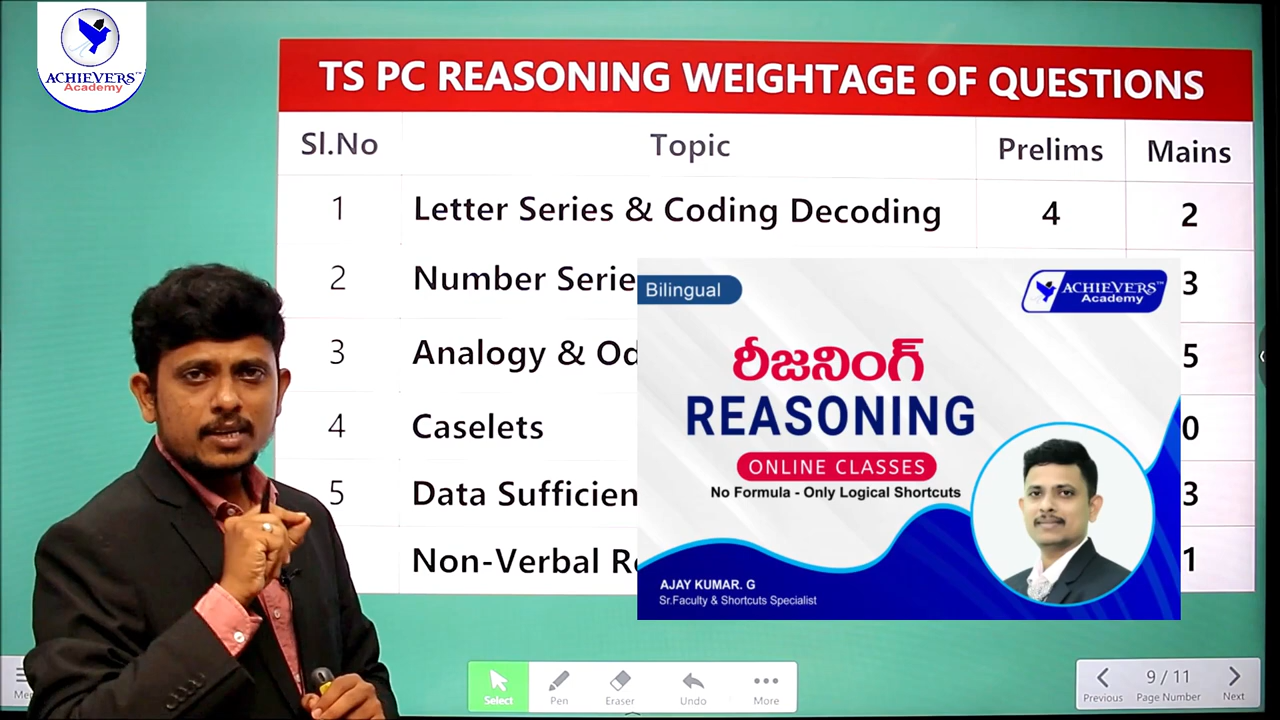 ACHIEVERS™
Academy
TS PC REASONING WEIGHTAGE OF QUESTIONS
Sl.No Topic Prelims Mains
1 Letter Series & Coding Decoding 4 2
2 Number Serie 3
3 Analogy & Od 5
4 Caselets 0
5 Data Sufficien 3
Non-Verbal Re 1
Bilingual
ACHIEVERS™
Academy
రీజనింగ్
REASONING
ONLINE CLASSES
No Formula - Only Logical Shortcuts
AJAY KUMAR. G
Sr.Faculty & Shortcuts Specialist
Select Pen Eraser Undo More
9 / 11
Previous Page Number Next